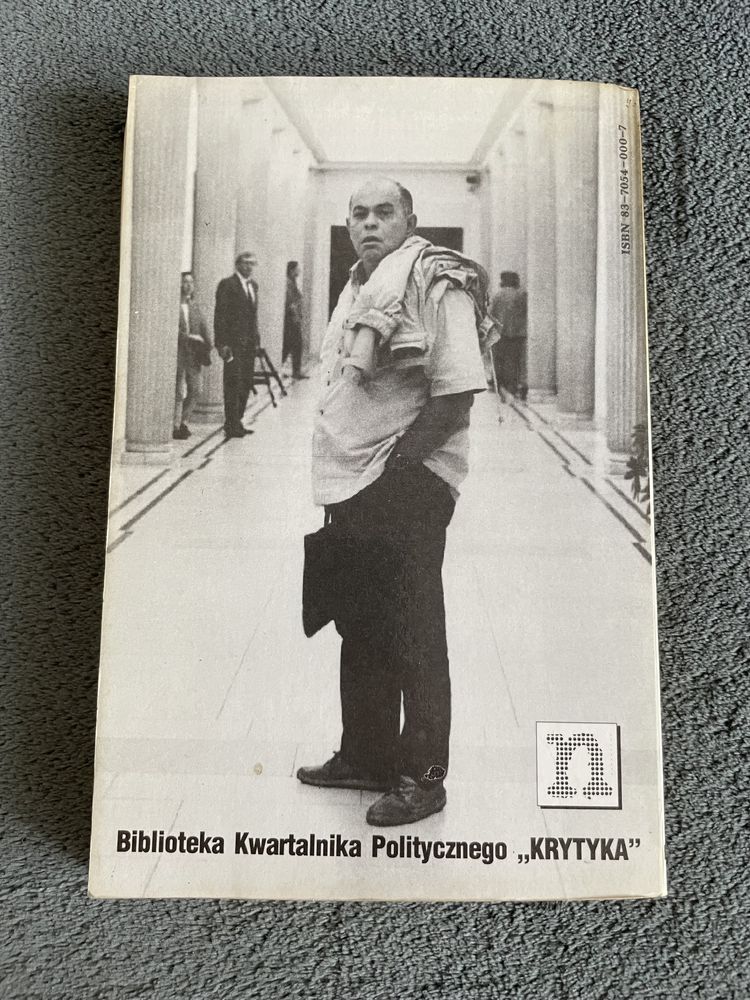 ISBN 83-7054-000-7
n
Biblioteka Kwartalnika Politycznego „KRYTYKA”